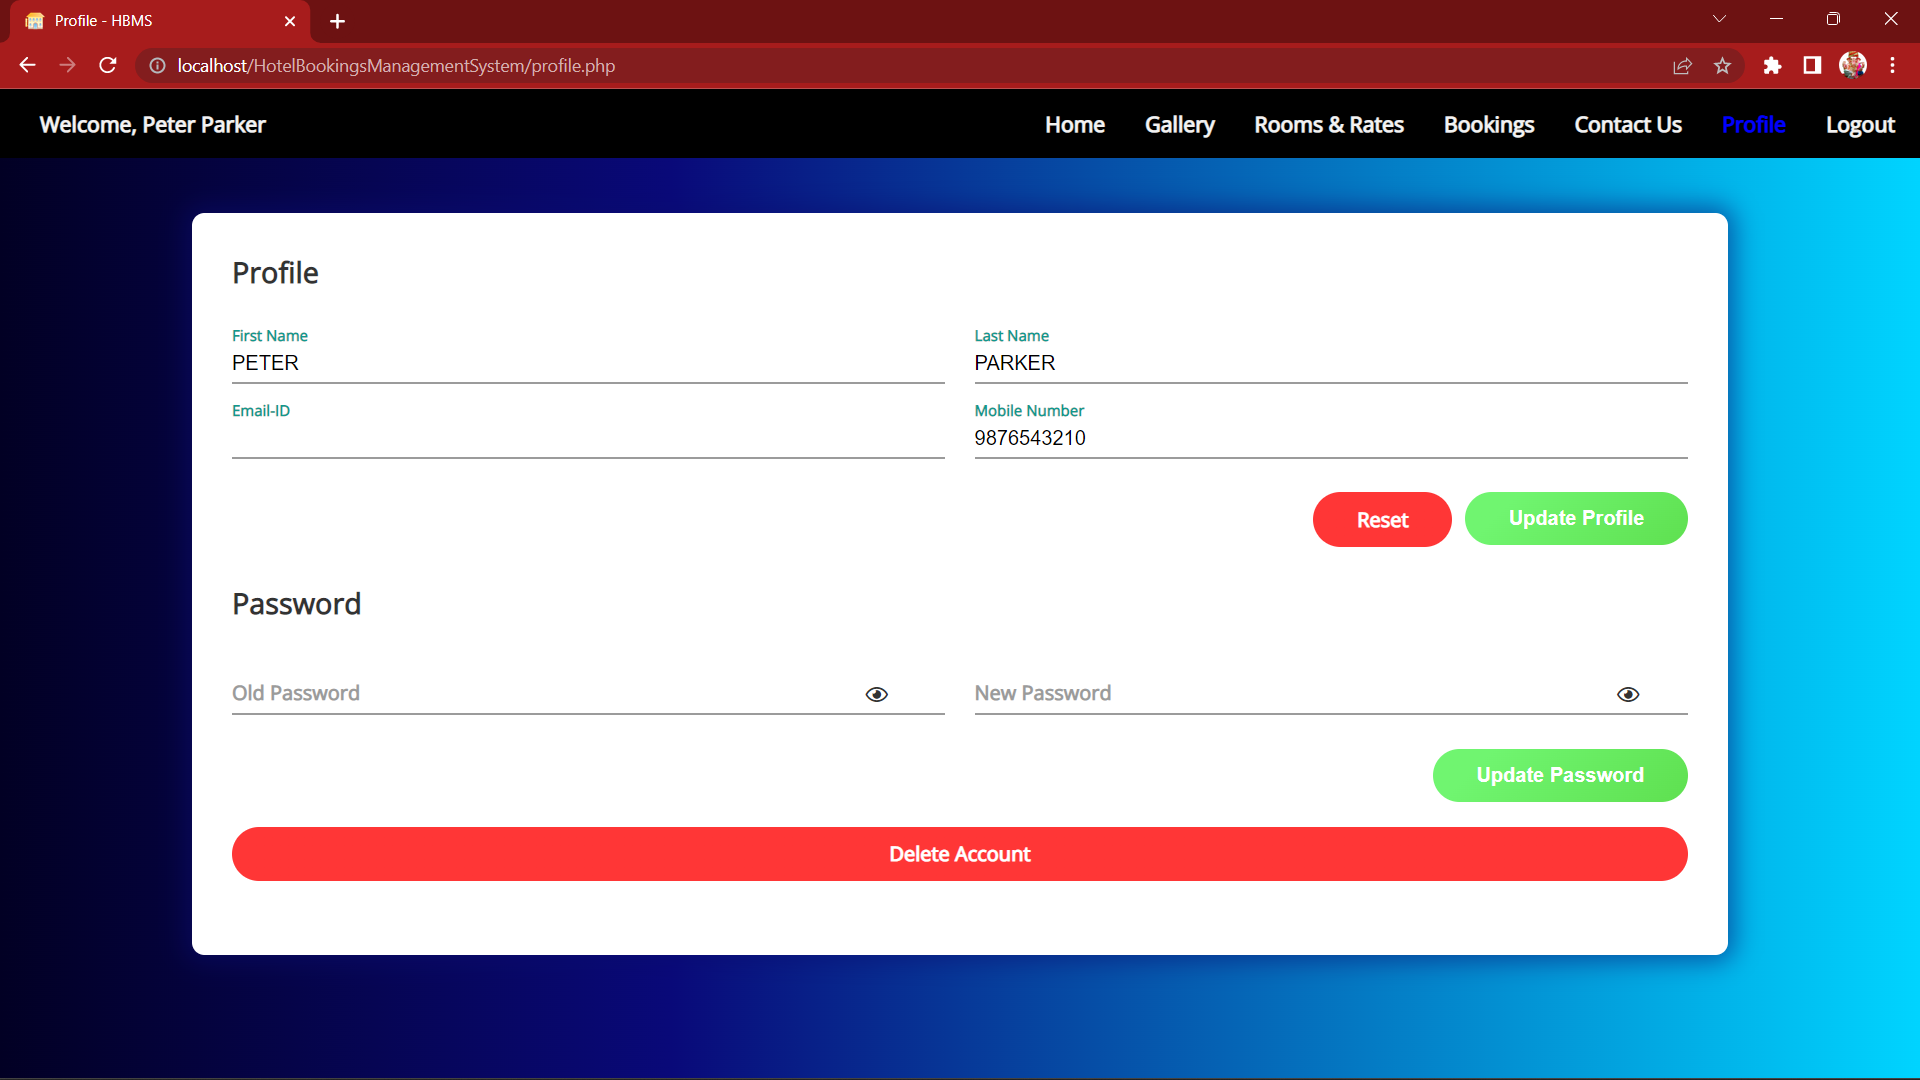 Profile - HBMS
localhost/HotelBookingsManagementSystem/profile.php
Welcome, Peter Parker
Home
Gallery
Rooms & Rates
Bookings
Contact Us
Profile
Logout
Profile
First Name
PETER
Last Name
PARKER
Email-ID
Mobile Number
9876543210
Reset
Update Profile
Password
Old Password
New Password
Update Password
Delete Account